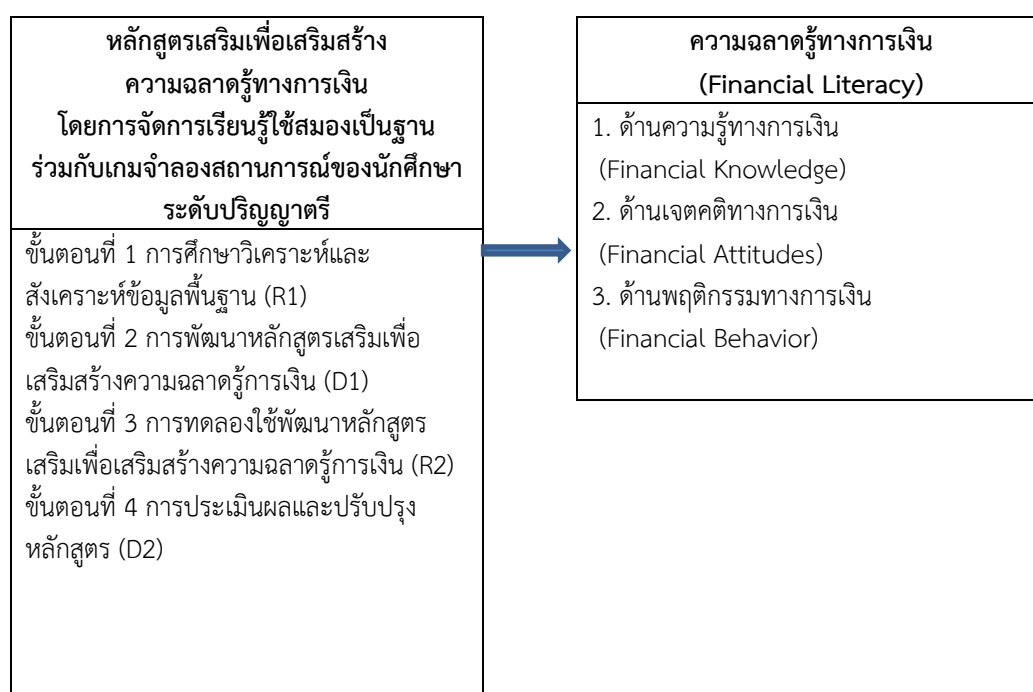 หลักสูตรเสริมเพื่อเสริมสร้าง
ความฉลาดรู้ทางการเงิน
โดยการจัดการเรียนรู้ใช้สมองเป็นฐาน
ร่วมกับเกมจำลองสถานการณ์ของนักศึกษา
ระดับปริญญาตรี
ขั้นตอนที่ 1 การศึกษาวิเคราะห์และ
สังเคราะห์ข้อมูลพื้นฐาน (R1)
ขั้นตอนที่ 2 การพัฒนาหลักสูตรเสริมเพื่อ
เสริมสร้างความฉลาดรู้การเงิน (D1)
ขั้นตอนที่ 3 การทดลองใช้พัฒนาหลักสูตร
เสริมเพื่อเสริมสร้างความฉลาดรู้การเงิน (R2)
ขั้นตอนที่ 4 การประเมินผลและปรับปรุง
หลักสูตร (D2)
ความฉลาดรู้ทางการเงิน
(Financial Literacy)
1. ด้านความรู้ทางการเงิน
(Financial Knowledge)
2. ด้านเจตคติทางการเงิน
(Financial Attitudes)
3. ด้านพฤติกรรมทางการเงิน
(Financial Behavior)